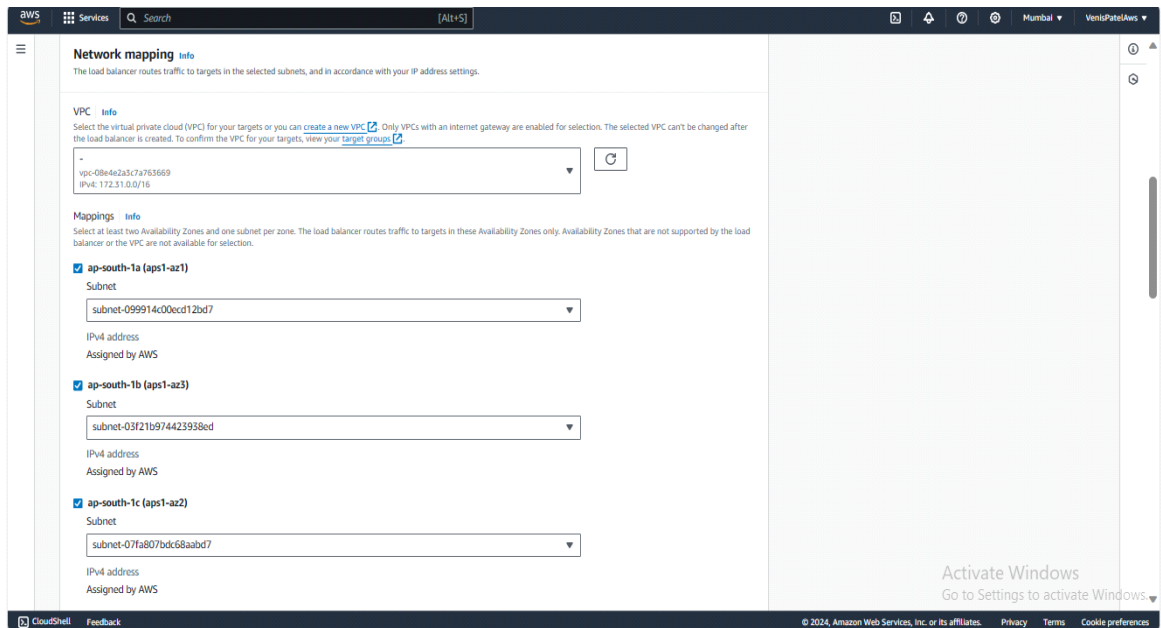 aws
Services
Search
[Alt+S]
Mumbai
VenisPatelAws
Network mapping Info
The load balancer routes traffic to targets in the selected subnets, and in accordance with your IP address settings.
VPC Info
Select the virtual private cloud (VPC) for your targets or you can create a new VPC. Only VPCs with an internet gateway are enabled for selection. The selected VPC can't be changed after
the load balancer is created. To confirm the VPC for your targets, view your target groups.
-
vpc-08e4e2a3c7a763669
IPv4: 172.31.0.0/16
Mappings Info
Select at least two Availability Zones and one subnet per zone. The load balancer routes traffic to targets in these Availability Zones only. Availability Zones that are not supported by the load
balancer or the VPC are not available for selection.
ap-south-1a (aps1-az1)
Subnet
subnet-099914c00ecd12bd7
IPv4 address
Assigned by AWS
ap-south-1b (aps1-az3)
Subnet
subnet-03f21b974423938ed
IPv4 address
Assigned by AWS
ap-south-1c (aps1-az2)
Subnet
subnet-07fa807bdc68aabd7
IPv4 address
Assigned by AWS
Activate Windows
Go to Settings to activate Windows.
CloudShell
Feedback
© 2024, Amazon Web Services, Inc. or its affiliates.
Privacy
Terms
Cookie preferences